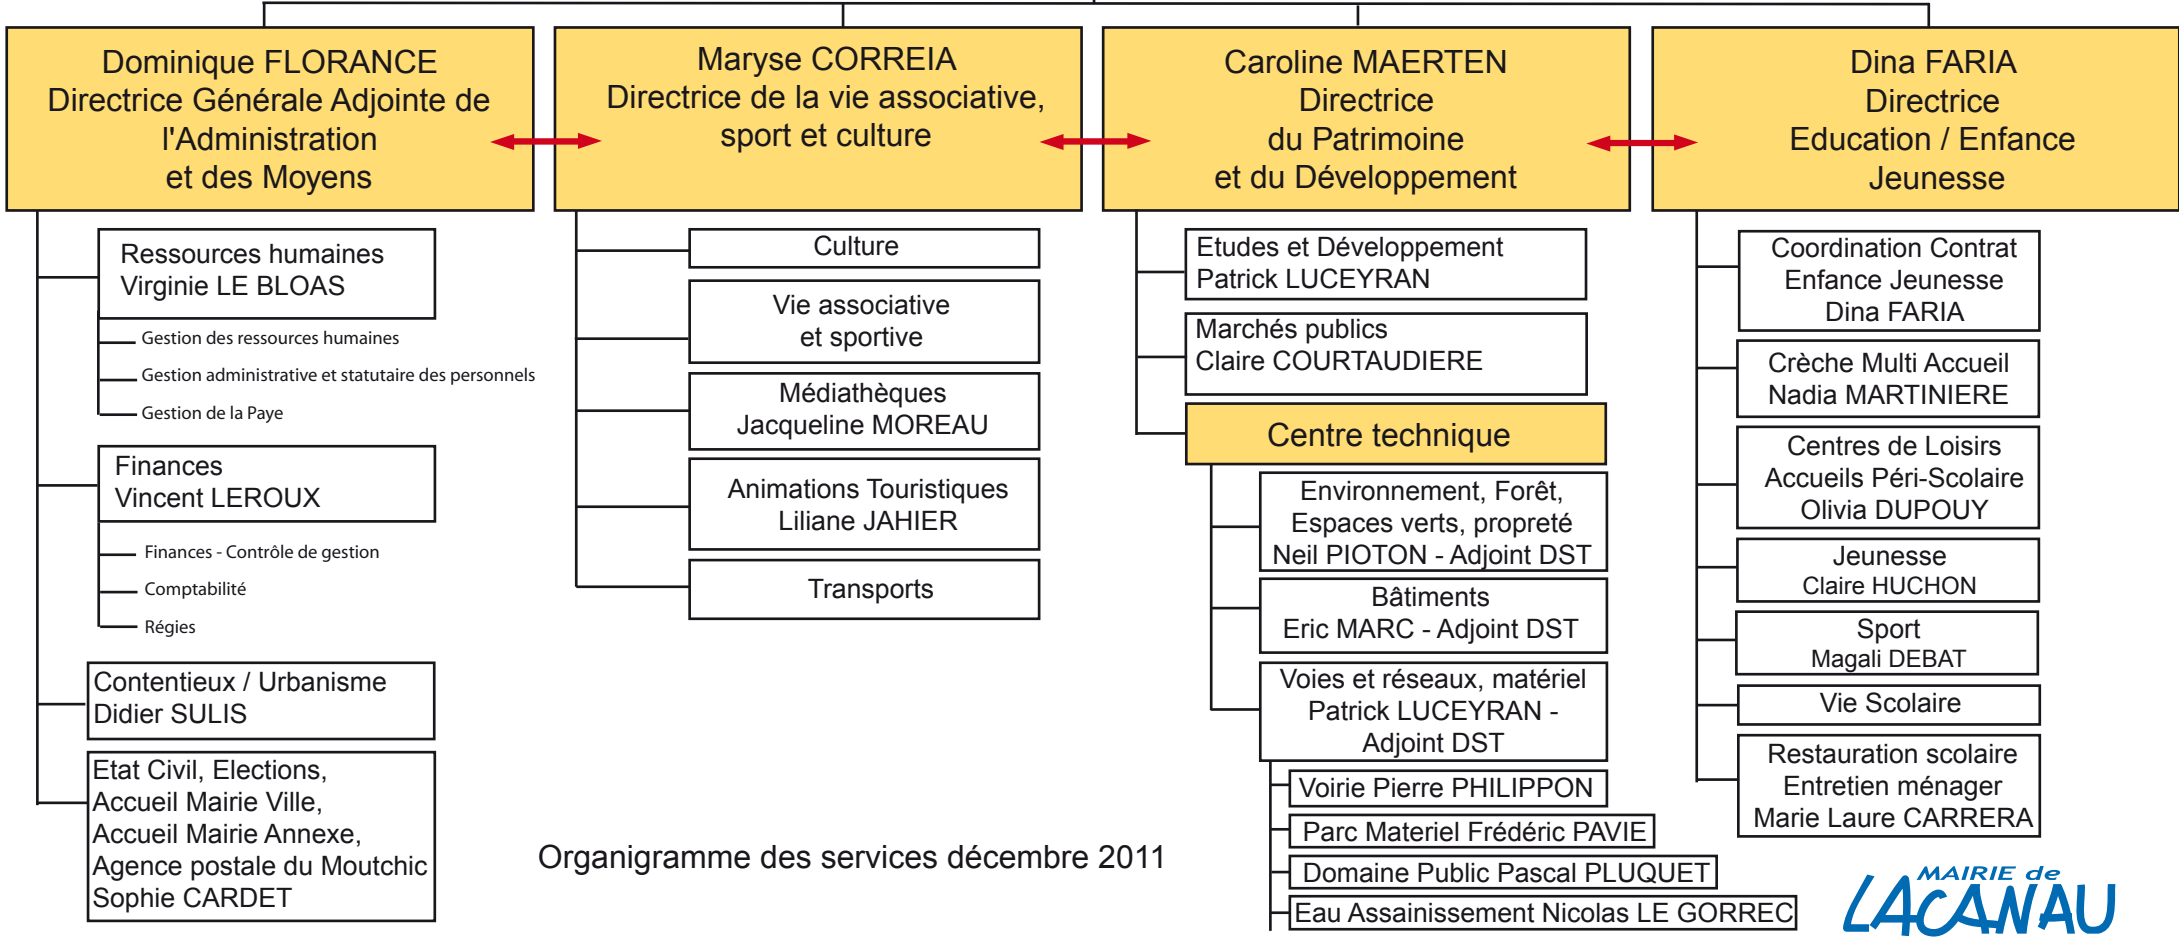 Dominique FLORANCE
Directrice Générale Adjointe de
l'Administration
et des Moyens
Ressources humaines
Virginie LE BLOAS
Gestion des ressources humaines
Gestion administrative et statutaire des personnels
Gestion de la Paye
Finances
Vincent LEROUX
Finances - Contrôle de gestion
Comptabilité
Régies
Contentieux / Urbanisme
Didier SULIS
Etat Civil, Elections,
Accueil Mairie Ville,
Accueil Mairie Annexe,
Agence postale du Moutchic
Sophie CARDET
Maryse CORREIA
Directrice de la vie associative,
sport et culture
Culture
Vie associative
et sportive
Médiathèques
Jacqueline MOREAU
Animations Touristiques
Liliane JAHIER
Transports
Caroline MAERTEN
Directrice
du Patrimoine
et du Développement
Etudes et Développement
Patrick LUCEYRAN
Marchés publics
Claire COURTAUDIERE
Centre technique
Environnement, Forêt,
Espaces verts, propreté
Neil PIOTON - Adjoint DST
Bâtiments
Eric MARC - Adjoint DST
Voies et réseaux, matériel
Patrick LUCEYRAN -
Adjoint DST
Voirie Pierre PHILIPPON
Parc Materiel Frédéric PAVIE
Domaine Public Pascal PLUQUET
Eau Assainissement Nicolas LE GORREC
Dina FARIA
Directrice
Education / Enfance
Jeunesse
Coordination Contrat
Enfance Jeunesse
Dina FARIA
Crèche Multi Accueil
Nadia MARTINIERE
Centres de Loisirs
Accueils Péri-Scolaire
Olivia DUPOUY
Jeunesse
Claire HUCHON
Sport
Magali DEBAT
Vie Scolaire
Restauration scolaire
Entretien ménager
Marie Laure CARRERA
Organigramme des services décembre 2011
MAIRIE de
LACANAU